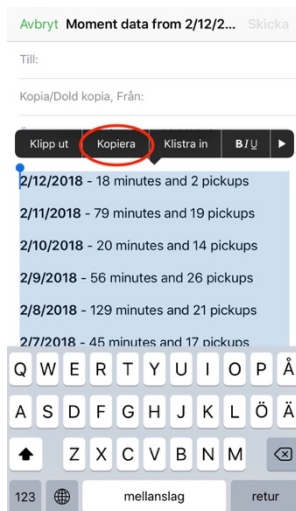 Avbryt Moment data from 2/12/2... Skicka
Till:
Kopia/Dold kopia, Från:
Klipp ut Kopiera Klistra in BIU
2/12/2018 - 18 minutes and 2 pickups
2/11/2018 - 79 minutes and 19 pickups
2/10/2018 - 20 minutes and 14 pickups
2/9/2018 - 56 minutes and 26 pickups
2/8/2018 - 129 minutes and 21 pickups
2/7/2018 - 45 minutes and 17 pickups
Q W E R T Y U I O P Å
A S D F G H J K L Ö Ä
Z X C V B N M
123 mellanslag retur